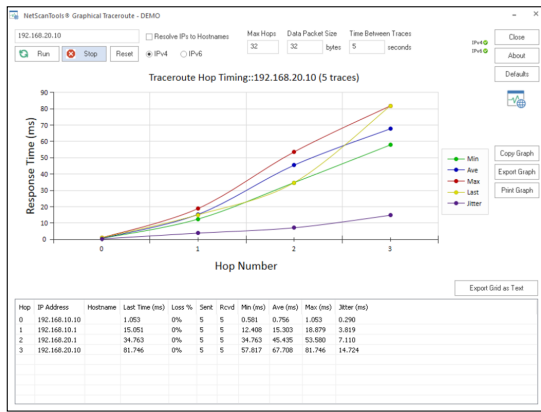 NetScanTools® Graphical Traceroute - DEMO
192.168.20.10
Resolve IPs to Hostnames
Max Hops Data Packet Size Time Between Traces
32 32 bytes 5 seconds
Run Stop Reset IPv4 IPv6
IPv4
IPv6
Close
About
Defaults
Traceroute Hop Timing::192.168.20.10 (5 traces)
Response Time (ms)
90
80
70
60
50
40
30
20
10
0
0 1 2 3
Hop Number
Min
Ave
Max
Last
Jitter
Copy Graph
Export Graph
Print Graph
Export Grid as Text
Hop IP Address Hostname Last Time (ms) Loss % Sent Rcvd Min (ms) Ave (ms) Max (ms) Jitter (ms)
0 192.168.10.10 1.053 0% 5 5 0.581 0.756 1.053 0.290
1 192.168.10.1 15.051 0% 5 5 12.408 15.303 18.879 3.819
2 192.168.20.1 34.763 0% 5 5 34.763 45.435 53.580 7.110
3 192.168.20.10 81.746 0% 5 5 57.817 67.708 81.746 14.724